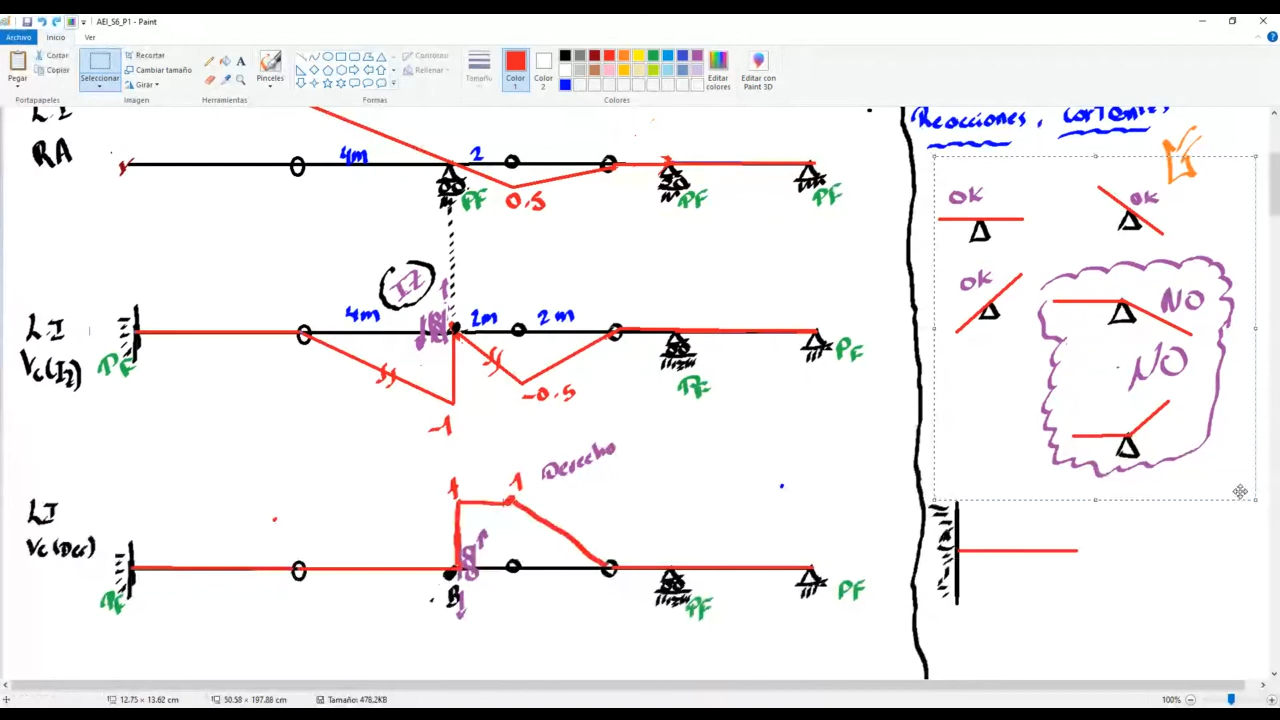 AEI_S6_P1 - Paint
Archivo Inicio Ver
Pegar
Cortar
Copiar
Portapapeles
Seleccionar
Recortar
Cambiar tamaño
Girar
Imagen
Herramientas
Pinceles
Contorno
Rellenar
Formas
Tamaño
Color 1
Color 2
Editar colores
Colores
Editar con Paint 3D
LI
RA
4m 2
0.5
PF PF PF
Reacciones, Cortante
OK OK
OK
NO
NO
LI
Vc(Iz)
PF
Iz
4m 2m 2m
-1
-0.5
PF
PF
LI
Vc(Der)
PF
1 1
Derecho
B
PF PF
12.75 × 13.62 cm
50.58 × 197.88 cm
Tamaño: 478.2KB
100%